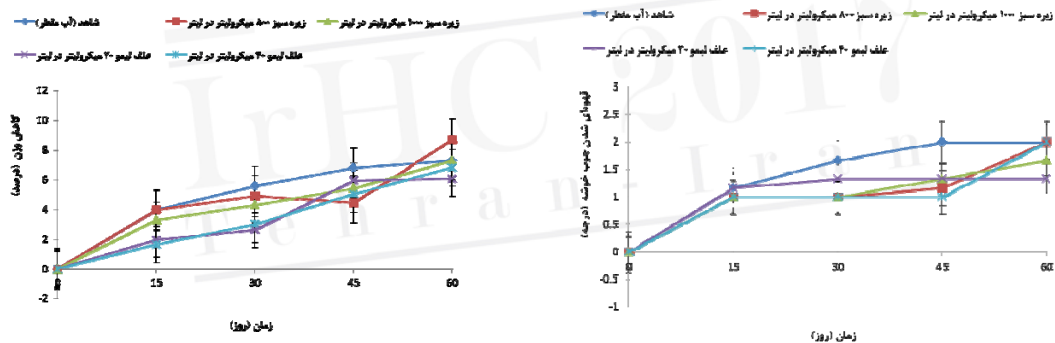 شاهد (آب مقطر)
زیره سبز ۸۰۰ میکرولیتر در لیتر
زیره سبز ۱۰۰۰ میکرولیتر در لیتر
علف لیمو ۲۰ میکرولیتر در لیتر
علف لیمو ۴۰ میکرولیتر در لیتر
کاهش وزن (درصد)
12
10
8
6
4
2
0
-2
0 15 30 45 60
زمان (روز)
شاهد (آب مقطر)
زیره سبز ۸۰۰ میکرولیتر در لیتر
زیره سبز ۱۰۰۰ میکرولیتر در لیتر
علف لیمو ۲۰ میکرولیتر در لیتر
علف لیمو ۴۰ میکرولیتر در لیتر
قهوه‌ای شدن چوب خوشه (درجه)
3
2.5
2
1.5
1
0.5
0
-0.5
-1
0 15 30 45 60
زمان (روز)
IrHC 2017
Tehran-Iran